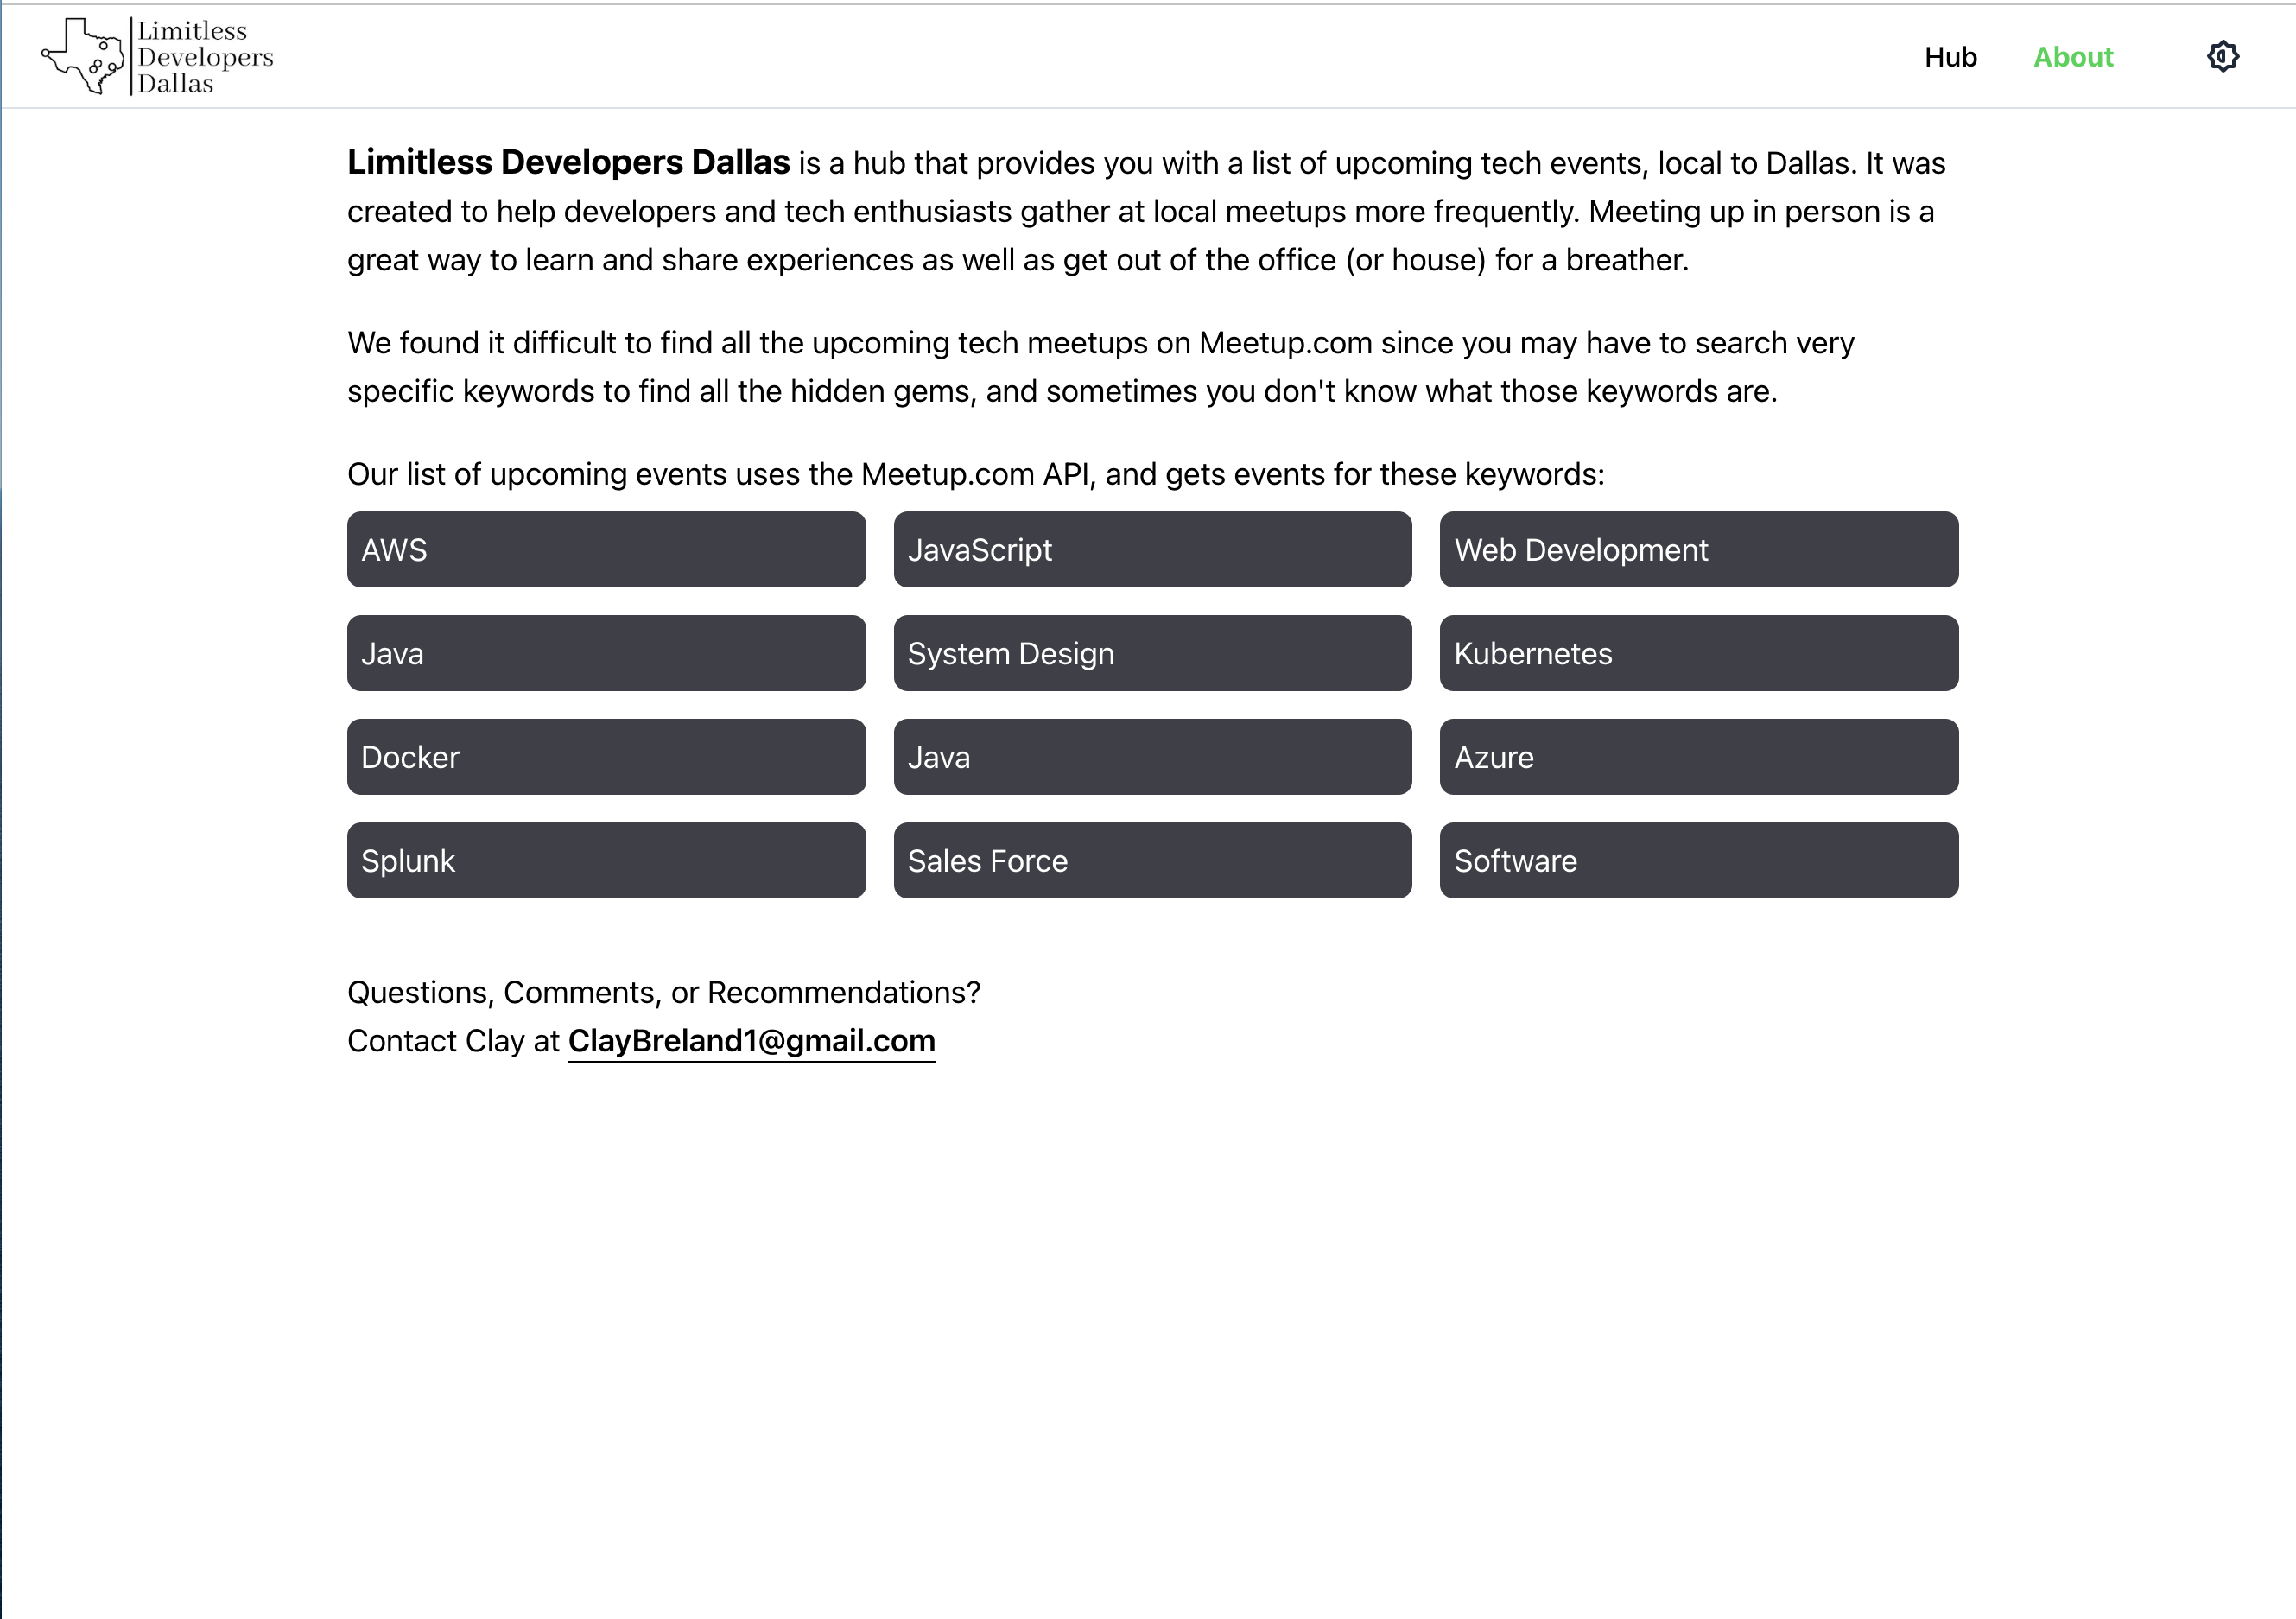 Limitless
Developers
Dallas
Hub
About
Limitless Developers Dallas is a hub that provides you with a list of upcoming tech events, local to Dallas. It was
created to help developers and tech enthusiasts gather at local meetups more frequently. Meeting up in person is a
great way to learn and share experiences as well as get out of the office (or house) for a breather.
We found it difficult to find all the upcoming tech meetups on Meetup.com since you may have to search very
specific keywords to find all the hidden gems, and sometimes you don't know what those keywords are.
Our list of upcoming events uses the Meetup.com API, and gets events for these keywords:
AWS
JavaScript
Web Development
Java
System Design
Kubernetes
Docker
Java
Azure
Splunk
Sales Force
Software
Questions, Comments, or Recommendations?
Contact Clay at ClayBreland1@gmail.com